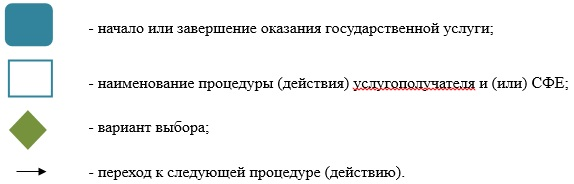 - начало или завершение оказания государственной услуги;
- наименование процедуры (действия) услугополучателя и (или) СФЕ;
- вариант выбора;
- переход к следующей процедуре (действию).